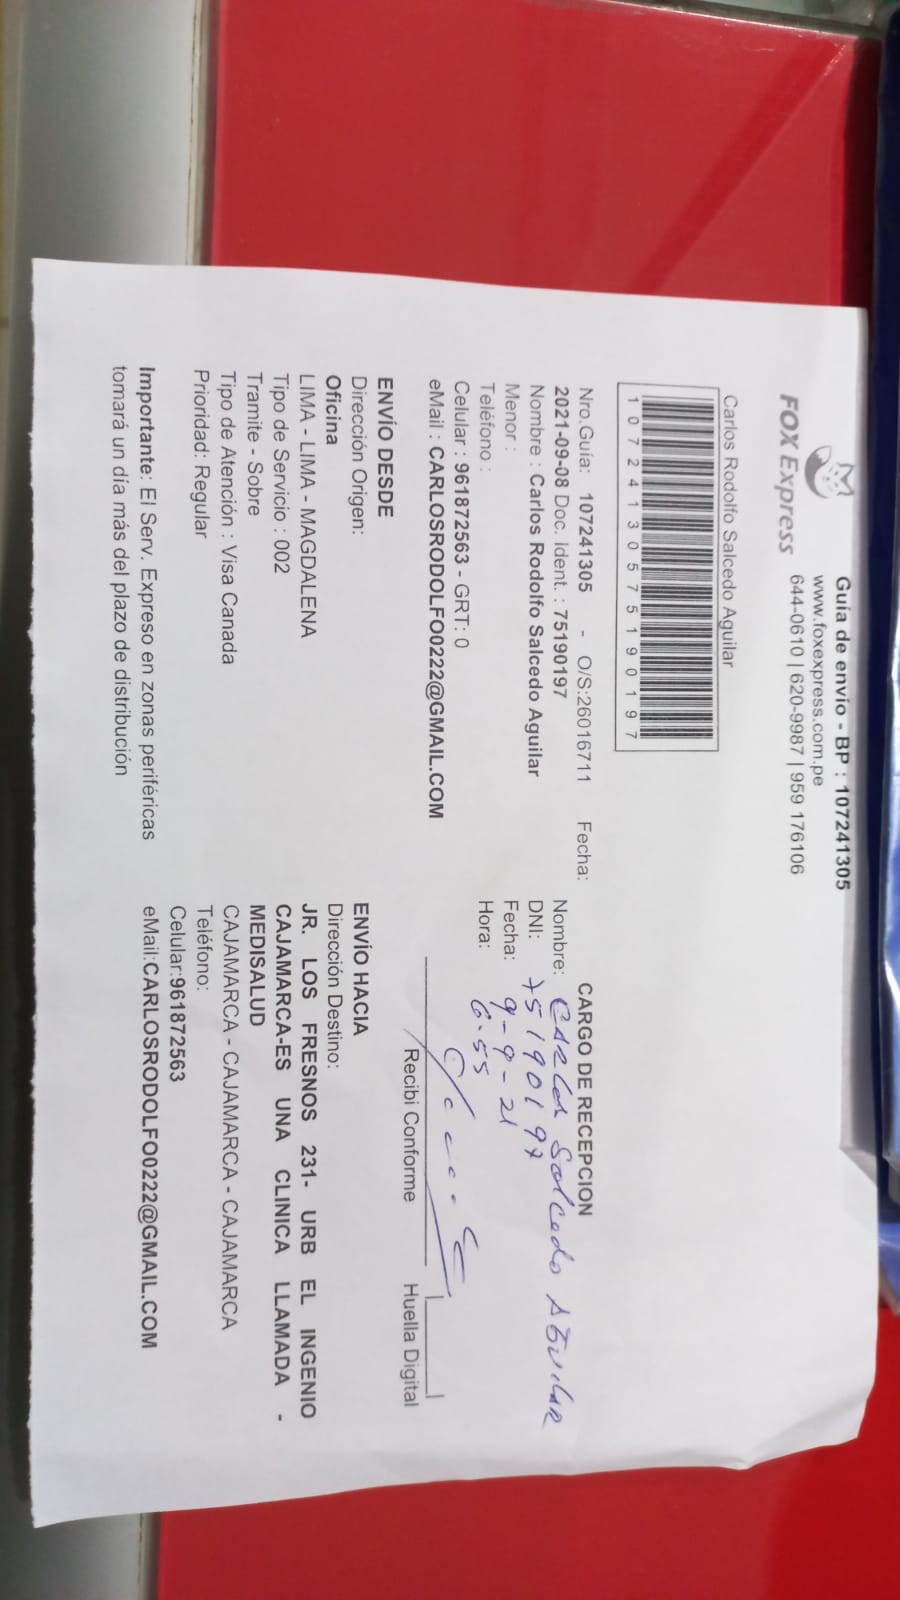 Guía de envío - BP : 107241305
www.foxexpress.com.pe
644-0610 | 620-9987 | 959 176106
FOX Express
Carlos Rodolfo Salcedo Aguilar
10724130575190197
Nro.Guía: 107241305 - O/S:26016711 Fecha:
2021-09-08 Doc. Ident. : 75190197
Nombre : Carlos Rodolfo Salcedo Aguilar
Menor :
Teléfono :
Celular : 961872563 - GRT: 0
eMail : CARLOSRODOLFO0222@GMAIL.COM
ENVÍO DESDE
Dirección Origen:
Oficina
LIMA - LIMA - MAGDALENA
Tipo de Servicio : 002
Tramite - Sobre
Tipo de Atención : Visa Canada
Prioridad: Regular
Importante: El Serv. Expreso en zonas periféricas
tomará un día más del plazo de distribución
CARGO DE RECEPCION
Nombre: CARLOS SALCEDO AGUILAR
DNI: 75190197
Fecha: 9-9-21
Hora: 6.55
Recibi Conforme Huella Digital
ENVÍO HACIA
Dirección Destino:
JR. LOS FRESNOS 231- URB EL INGENIO
CAJAMARCA-ES UNA CLINICA LLAMADA -
MEDISALUD
CAJAMARCA - CAJAMARCA - CAJAMARCA
Teléfono:
Celular:961872563
eMail:CARLOSRODOLFO0222@GMAIL.COM